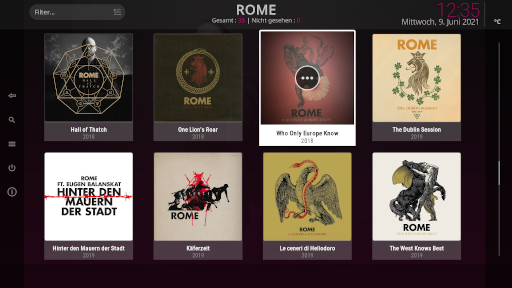 Filter...
ROME
Gesamt : 35 | Nicht gesehen : 0
12:35
Mittwoch, 9. Juni 2021
°C
ROME
HALL
OF THATCH
Hall of Thatch
2018
ROME
One Lion's Roar
2018
ROME
Who Only Europe Know
2018
ROME
THE DUBLIN SESSION
The Dublin Session
2019
ROME
FT. EUGEN BALANSKAT
HINTER DEN
MAUERN
DER STADT
Hinter den Mauern der Stadt
2019
ROME
Käferzeit
2019
ROME
Le ceneri di Heliodoro
2019
ROME
The West Knows Best
2019